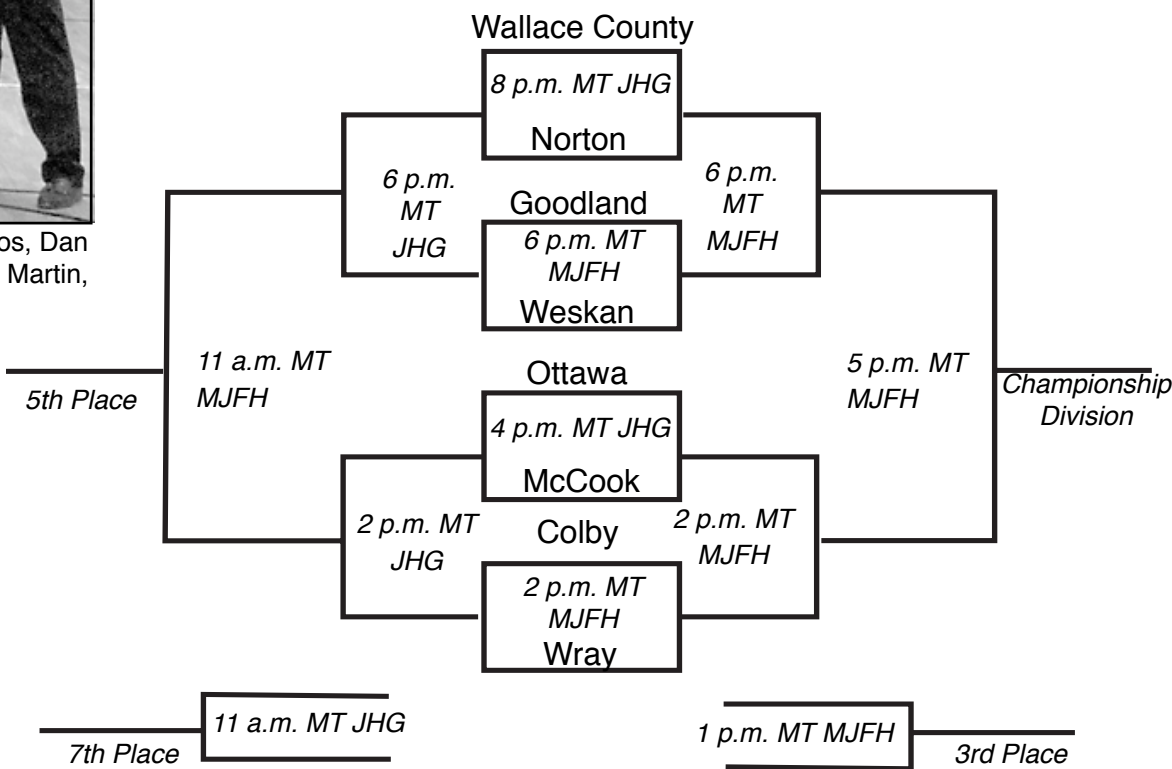 Wallace County
8 p.m. MT JHG
Norton
6 p.m.
MT
JHG
6 p.m.
MT
MJFH
Goodland
6 p.m. MT
MJFH
Weskan
os, Dan
Martin,
11 a.m. MT
MJFH
5th Place
Ottawa
4 p.m. MT JHG
McCook
5 p.m. MT
MJFH
Championship
Division
2 p.m. MT
JHG
Colby
2 p.m. MT
MJFH
2 p.m. MT
MJFH
Wray
11 a.m. MT JHG
7th Place
1 p.m. MT MJFH
3rd Place